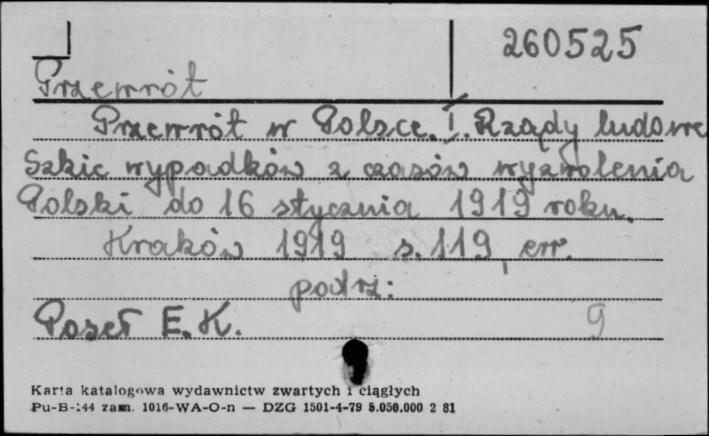 260525
Przewrót
Przewrót w Polsce. I. Rządy ludowe
Szkic wypadków z czasów wyzwolenia
Polski do 16 stycznia 1919 roku.
Kraków 1919 s. 119, err.
podrz:
Poseł E. K. 9
Karta katalogowa wydawnictw zwartych i ciągłych
Pu-B-144 zam. 1016-WA-O-n — DZG 1501-4-79 5.050.000 2 81